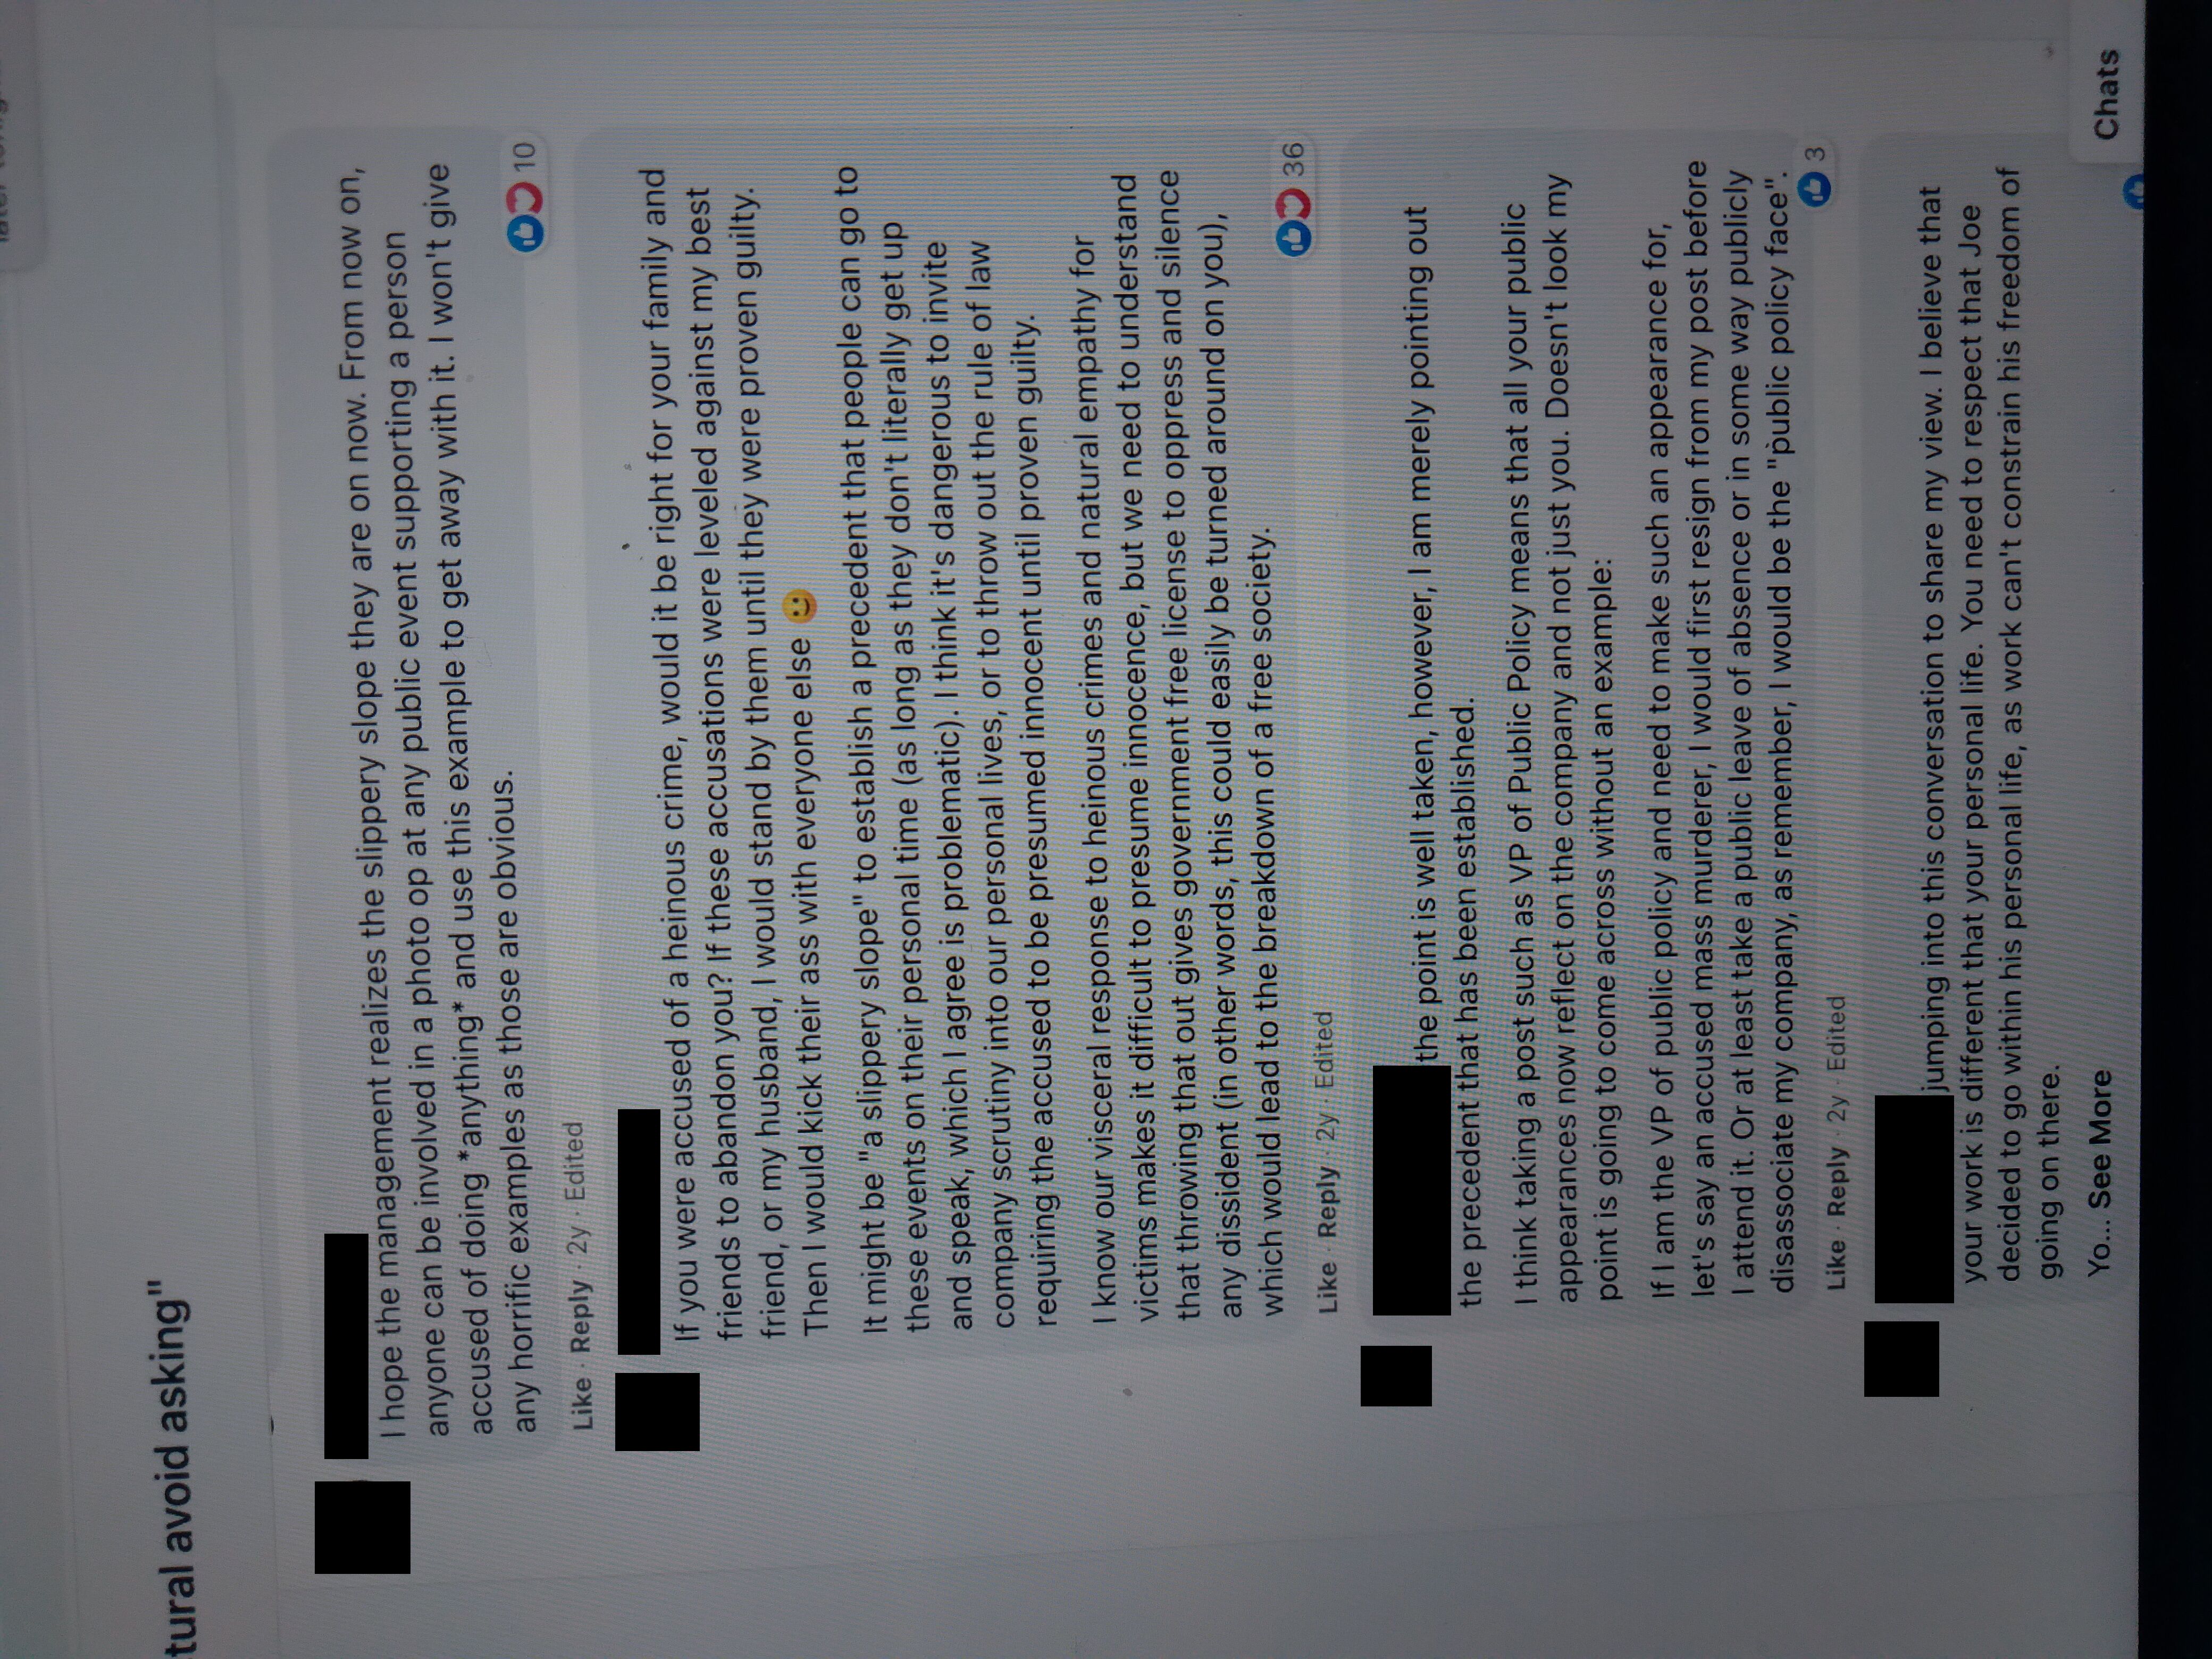 tural avoid asking"
I hope the management realizes the slippery slope they are on now. From now on,
anyone can be involved in a photo op at any public event supporting a person
accused of doing *anything* and use this example to get away with it. I won't give
any horrific examples as those are obvious.
10
Like · Reply · 2y · Edited
If you were accused of a heinous crime, would iit be right for your family and
friends to abandon you? If these accusations were leveled against my best
friend, or my husband, I would stand by them until they were proven guilty.
Then I would kick their ass with everyone else 🙂
It might be "a slippery slope" to establish a precedent that people can go to
these events on their personal time (as long as they don't literally get up
and speak, which I agree is problematic). I think it's dangerous to invite
company scrutiny into our personal lives, or to throw out the rule of law
requiring the accused to be presumed innocent until proven guilty.
I know our visceral response to heinous crimes and natural empathy for
victims makes it difficult to presume innocence, but we need to understand
that throwing that out gives government free license to oppress and silence
any dissident (in other words, this could easily be turned around on you),
which would lead to the breakdown of a free society.
36
Like · Reply · 2y · Edited
the point is well taken, however, I am merely pointing out
the precedent that has been established.
I think taking a post such as VP of Public Policy means that all your public
appearances now reflect on the company and not just you. Doesn't look my
point is going to come across without an example:
If I am the VP of public policy and need to make such an appearance for,
let's say an accused mass murderer, I would first resign from my post before
I attend it. Or at least take a public leave of absence or in some way publicly
disassociate my company, as remember, I would be the "public policy face".
3
Like · Reply · 2y · Edited
jumping into this conversation to share my view. I believe that
your work is different that your personal life. You need to respect that Joe
decided to go within his personal life, as work can't constrain his freedom of
going on there.
Yo... See More
Chats